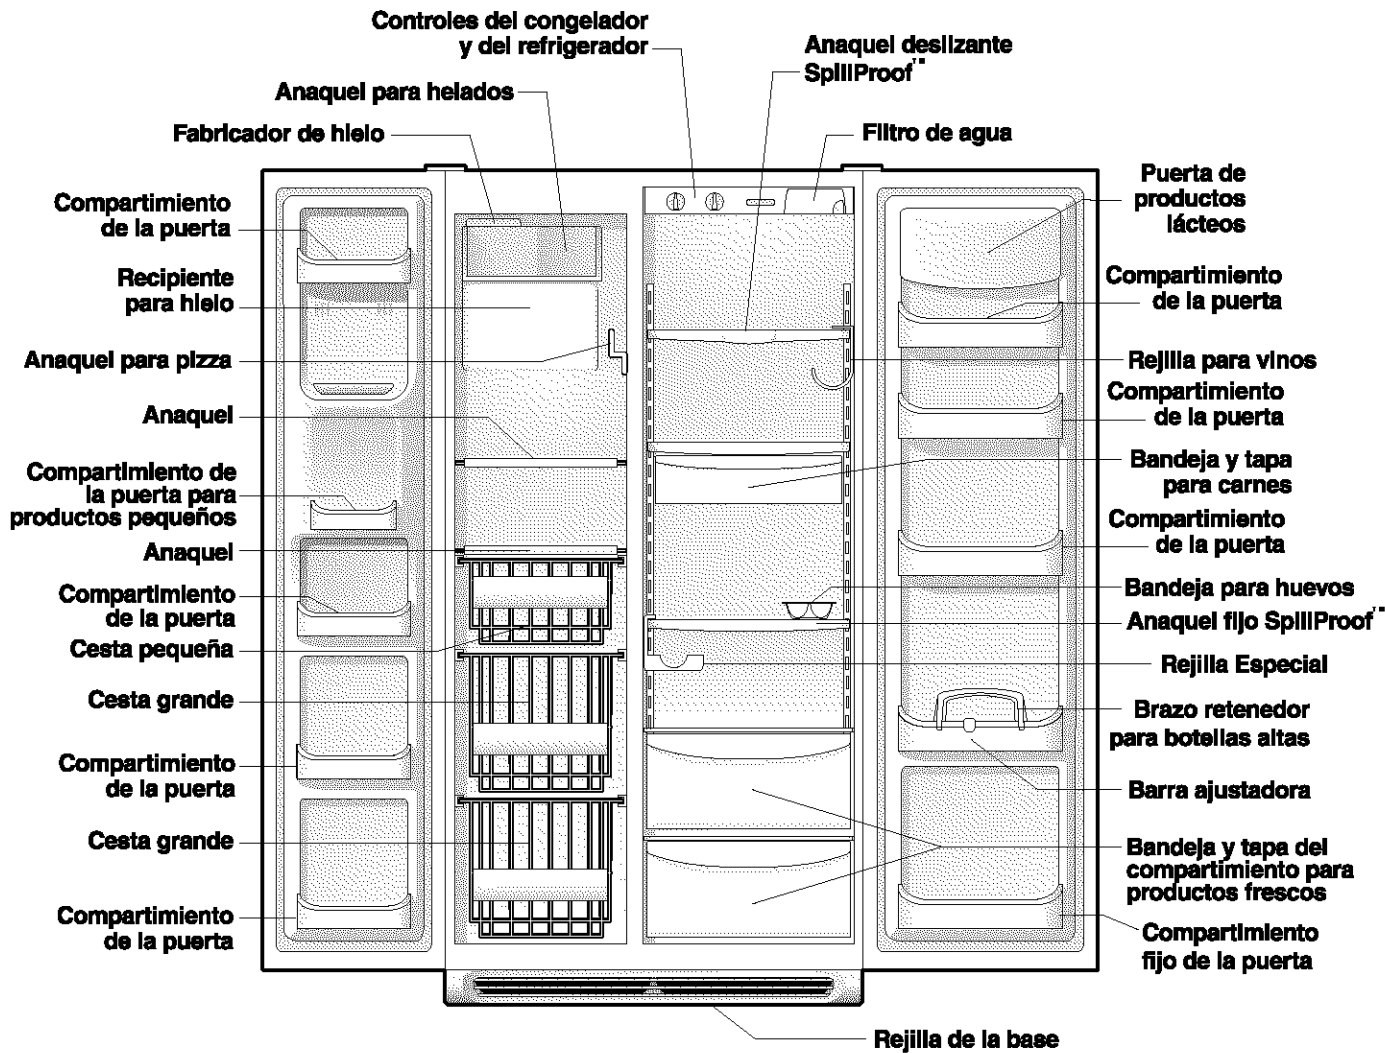 Controles del congelador
y del refrigerador
Anaquel deslizante
SpillProof™
Anaquel para helados
Fabricador de hielo
Filtro de agua
Compartimiento
de la puerta
Recipiente
para hielo
Anaquel para pizza
Anaquel
Compartimiento de
la puerta para
productos pequeños
Anaquel
Compartimiento
de la puerta
Cesta pequeña
Cesta grande
Compartimiento
de la puerta
Cesta grande
Compartimiento
de la puerta
Puerta de
productos
lácteos
Compartimiento
de la puerta
Rejilla para vinos
Compartimiento
de la puerta
Bandeja y tapa
para carnes
Compartimiento
de la puerta
Bandeja para huevos
Anaquel fijo SpillProof™
Rejilla Especial
Brazo retenedor
para botellas altas
Barra ajustadora
Bandeja y tapa del
compartimiento para
productos frescos
Compartimiento
fijo de la puerta
Rejilla de la base